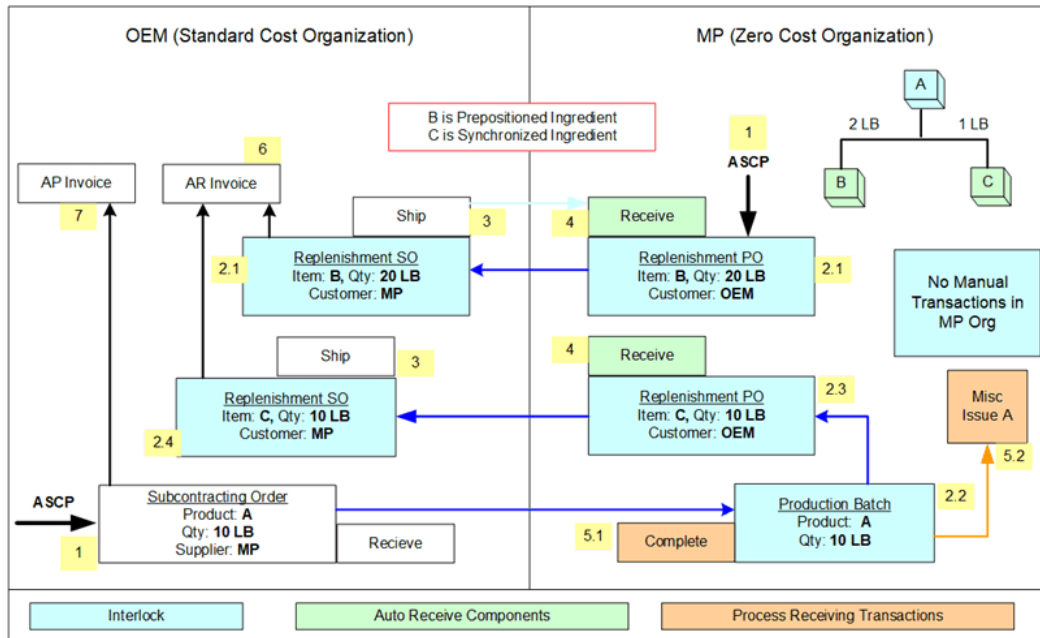 OEM (Standard Cost Organization)
MP (Zero Cost Organization)
B is Prepositioned Ingredient
C is Synchronized Ingredient
A
2 LB
1 LB
B
C
1
ASCP
6
AP Invoice
AR Invoice
7
Ship
3
4
Receive
2.1
Replenishment SO
Item: B, Qty: 20 LB
Customer: MP
Replenishment PO
Item: B, Qty: 20 LB
Customer: OEM
2.1
No Manual
Transactions in
MP Org
Ship
3
4
Receive
Replenishment SO
Item: C, Qty: 10 LB
Customer: MP
2.4
Replenishment PO
Item: C, Qty: 10 LB
Customer: OEM
2.3
Misc
Issue A
5.2
ASCP
1
Subcontracting Order
Product: A
Qty: 10 LB
Supplier: MP
Recieve
5.1
Complete
Production Batch
Product: A
Qty: 10 LB
2.2
Interlock
Auto Receive Components
Process Receiving Transactions